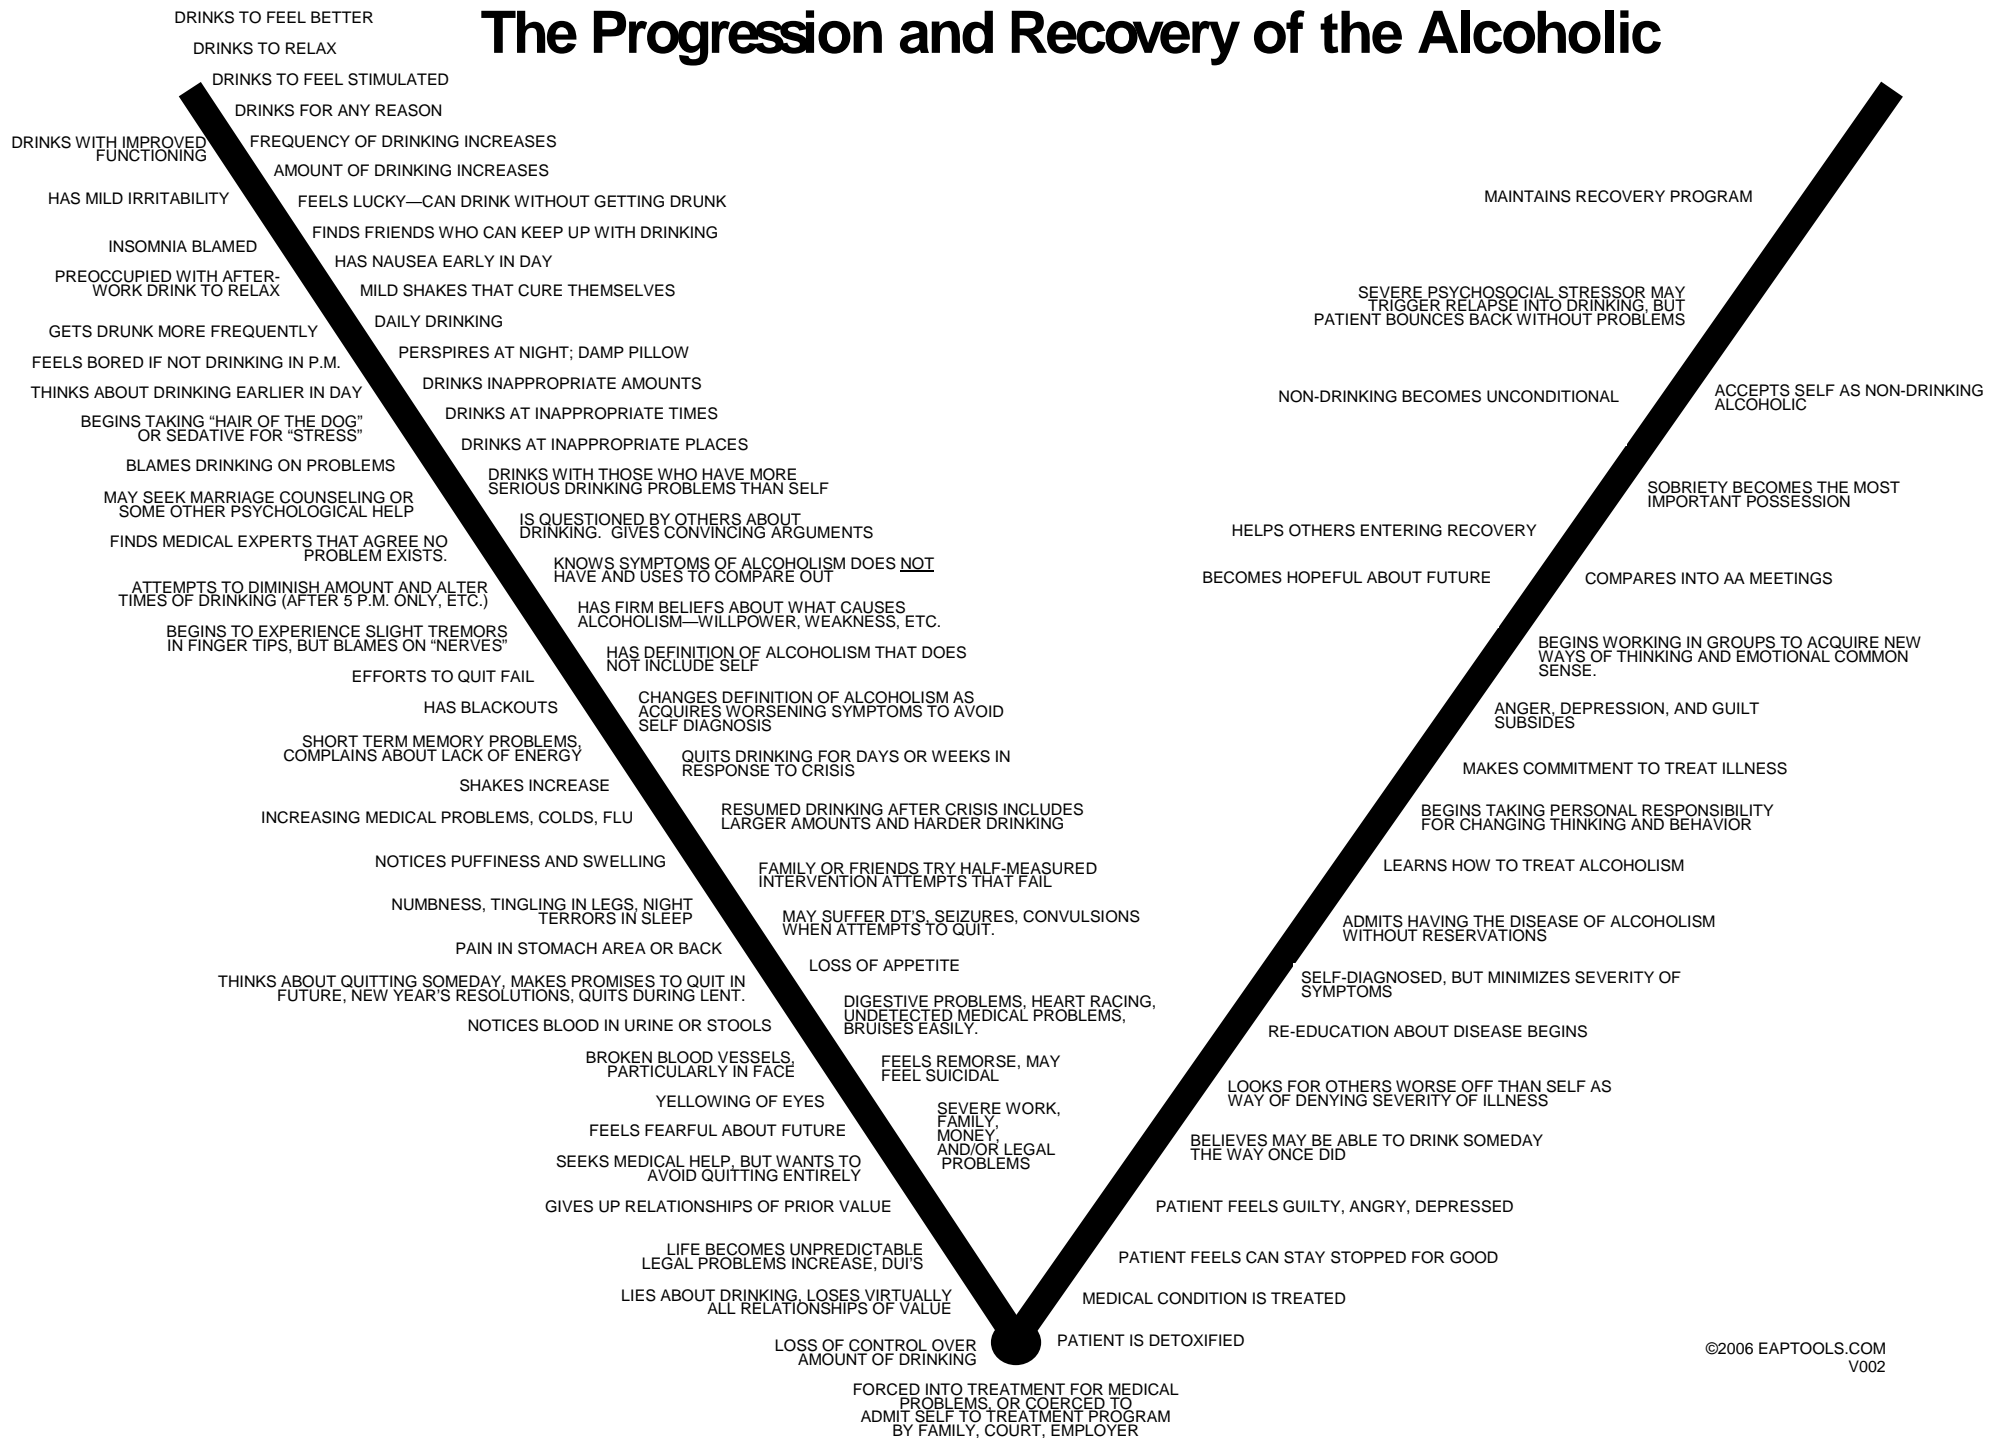 The Progression and Recovery of the Alcoholic
DRINKS TO FEEL BETTER
DRINKS TO RELAX
DRINKS TO FEEL STIMULATED
DRINKS FOR ANY REASON
FREQUENCY OF DRINKING INCREASES
AMOUNT OF DRINKING INCREASES
FEELS LUCKY—CAN DRINK WITHOUT GETTING DRUNK
FINDS FRIENDS WHO CAN KEEP UP WITH DRINKING
HAS NAUSEA EARLY IN DAY
MILD SHAKES THAT CURE THEMSELVES
DAILY DRINKING
PERSPIRES AT NIGHT; DAMP PILLOW
DRINKS INAPPROPRIATE AMOUNTS
DRINKS AT INAPPROPRIATE TIMES
DRINKS AT INAPPROPRIATE PLACES
DRINKS WITH THOSE WHO HAVE MORE
SERIOUS DRINKING PROBLEMS THAN SELF
IS QUESTIONED BY OTHERS ABOUT
DRINKING. GIVES CONVINCING ARGUMENTS
KNOWS SYMPTOMS OF ALCOHOLISM DOES NOT
HAVE AND USES TO COMPARE OUT
HAS FIRM BELIEFS ABOUT WHAT CAUSES
ALCOHOLISM—WILLPOWER, WEAKNESS, ETC.
HAS DEFINITION OF ALCOHOLISM THAT DOES
NOT INCLUDE SELF
CHANGES DEFINITION OF ALCOHOLISM AS
ACQUIRES WORSENING SYMPTOMS TO AVOID
SELF DIAGNOSIS
QUITS DRINKING FOR DAYS OR WEEKS IN
RESPONSE TO CRISIS
RESUMED DRINKING AFTER CRISIS INCLUDES
LARGER AMOUNTS AND HARDER DRINKING
FAMILY OR FRIENDS TRY HALF-MEASURED
INTERVENTION ATTEMPTS THAT FAIL
MAY SUFFER DT'S, SEIZURES, CONVULSIONS
WHEN ATTEMPTS TO QUIT.
LOSS OF APPETITE
DIGESTIVE PROBLEMS, HEART RACING,
UNDETECTED MEDICAL PROBLEMS,
BRUISES EASILY.
FEELS REMORSE, MAY
FEEL SUICIDAL
SEVERE WORK,
FAMILY,
MONEY,
AND/OR LEGAL
PROBLEMS
DRINKS WITH IMPROVED
FUNCTIONING
HAS MILD IRRITABILITY
INSOMNIA BLAMED
PREOCCUPIED WITH AFTER-
WORK DRINK TO RELAX
GETS DRUNK MORE FREQUENTLY
FEELS BORED IF NOT DRINKING IN P.M.
THINKS ABOUT DRINKING EARLIER IN DAY
BEGINS TAKING “HAIR OF THE DOG”
OR SEDATIVE FOR “STRESS”
BLAMES DRINKING ON PROBLEMS
MAY SEEK MARRIAGE COUNSELING OR
SOME OTHER PSYCHOLOGICAL HELP
FINDS MEDICAL EXPERTS THAT AGREE NO
PROBLEM EXISTS.
ATTEMPTS TO DIMINISH AMOUNT AND ALTER
TIMES OF DRINKING (AFTER 5 P.M. ONLY, ETC.)
BEGINS TO EXPERIENCE SLIGHT TREMORS
IN FINGER TIPS, BUT BLAMES ON “NERVES”
EFFORTS TO QUIT FAIL
HAS BLACKOUTS
SHORT TERM MEMORY PROBLEMS,
COMPLAINS ABOUT LACK OF ENERGY
SHAKES INCREASE
INCREASING MEDICAL PROBLEMS, COLDS, FLU
NOTICES PUFFINESS AND SWELLING
NUMBNESS, TINGLING IN LEGS, NIGHT
TERRORS IN SLEEP
PAIN IN STOMACH AREA OR BACK
THINKS ABOUT QUITTING SOMEDAY, MAKES PROMISES TO QUIT IN
FUTURE, NEW YEAR'S RESOLUTIONS, QUITS DURING LENT.
NOTICES BLOOD IN URINE OR STOOLS
BROKEN BLOOD VESSELS,
PARTICULARLY IN FACE
YELLOWING OF EYES
FEELS FEARFUL ABOUT FUTURE
SEEKS MEDICAL HELP, BUT WANTS TO
AVOID QUITTING ENTIRELY
GIVES UP RELATIONSHIPS OF PRIOR VALUE
LIFE BECOMES UNPREDICTABLE
LEGAL PROBLEMS INCREASE, DUI'S
LIES ABOUT DRINKING, LOSES VIRTUALLY
ALL RELATIONSHIPS OF VALUE
LOSS OF CONTROL OVER
AMOUNT OF DRINKING
FORCED INTO TREATMENT FOR MEDICAL
PROBLEMS, OR COERCED TO
ADMIT SELF TO TREATMENT PROGRAM
BY FAMILY, COURT, EMPLOYER
MAINTAINS RECOVERY PROGRAM
SEVERE PSYCHOSOCIAL STRESSOR MAY
TRIGGER RELAPSE INTO DRINKING, BUT
PATIENT BOUNCES BACK WITHOUT PROBLEMS
NON-DRINKING BECOMES UNCONDITIONAL
HELPS OTHERS ENTERING RECOVERY
BECOMES HOPEFUL ABOUT FUTURE
ACCEPTS SELF AS NON-DRINKING
ALCOHOLIC
SOBRIETY BECOMES THE MOST
IMPORTANT POSSESSION
COMPARES INTO AA MEETINGS
BEGINS WORKING IN GROUPS TO ACQUIRE NEW
WAYS OF THINKING AND EMOTIONAL COMMON
SENSE.
ANGER, DEPRESSION, AND GUILT
SUBSIDES
MAKES COMMITMENT TO TREAT ILLNESS
BEGINS TAKING PERSONAL RESPONSIBILITY
FOR CHANGING THINKING AND BEHAVIOR
LEARNS HOW TO TREAT ALCOHOLISM
ADMITS HAVING THE DISEASE OF ALCOHOLISM
WITHOUT RESERVATIONS
SELF-DIAGNOSED, BUT MINIMIZES SEVERITY OF
SYMPTOMS
RE-EDUCATION ABOUT DISEASE BEGINS
LOOKS FOR OTHERS WORSE OFF THAN SELF AS
WAY OF DENYING SEVERITY OF ILLNESS
BELIEVES MAY BE ABLE TO DRINK SOMEDAY
THE WAY ONCE DID
PATIENT FEELS GUILTY, ANGRY, DEPRESSED
PATIENT FEELS CAN STAY STOPPED FOR GOOD
MEDICAL CONDITION IS TREATED
PATIENT IS DETOXIFIED
©2006 EAPTOOLS.COM
V002